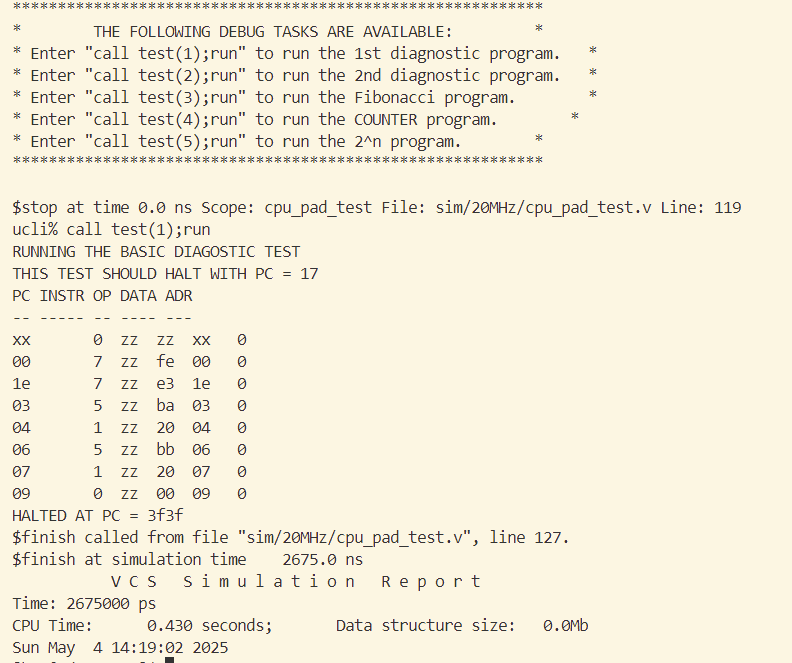 ***********************************************************
*        THE FOLLOWING DEBUG TASKS ARE AVAILABLE:         *
* Enter "call test(1);run" to run the 1st diagnostic program.   *
* Enter "call test(2);run" to run the 2nd diagnostic program.   *
* Enter "call test(3);run" to run the Fibonacci program.        *
* Enter "call test(4);run" to run the COUNTER program.        *
* Enter "call test(5);run" to run the 2^n program.        *
***********************************************************

$stop at time 0.0 ns Scope: cpu_pad_test File: sim/20MHz/cpu_pad_test.v Line: 119
ucli% call test(1);run
RUNNING THE BASIC DIAGOSTIC TEST
THIS TEST SHOULD HALT WITH PC = 17
PC INSTR OP DATA ADR
-- ----- -- ---- ---
xx       0  zz  zz  xx   0
00       7  zz  fe  00   0
1e       7  zz  e3  1e   0
03       5  zz  ba  03   0
04       1  zz  20  04   0
06       5  zz  bb  06   0
07       1  zz  20  07   0
09       0  zz  00  09   0
HALTED AT PC = 3f3f
$finish called from file "sim/20MHz/cpu_pad_test.v", line 127.
$finish at simulation time    2675.0 ns
           V C S   S i m u l a t i o n   R e p o r t
Time: 2675000 ps
CPU Time:      0.430 seconds;       Data structure size:   0.0Mb
Sun May  4 14:19:02 2025